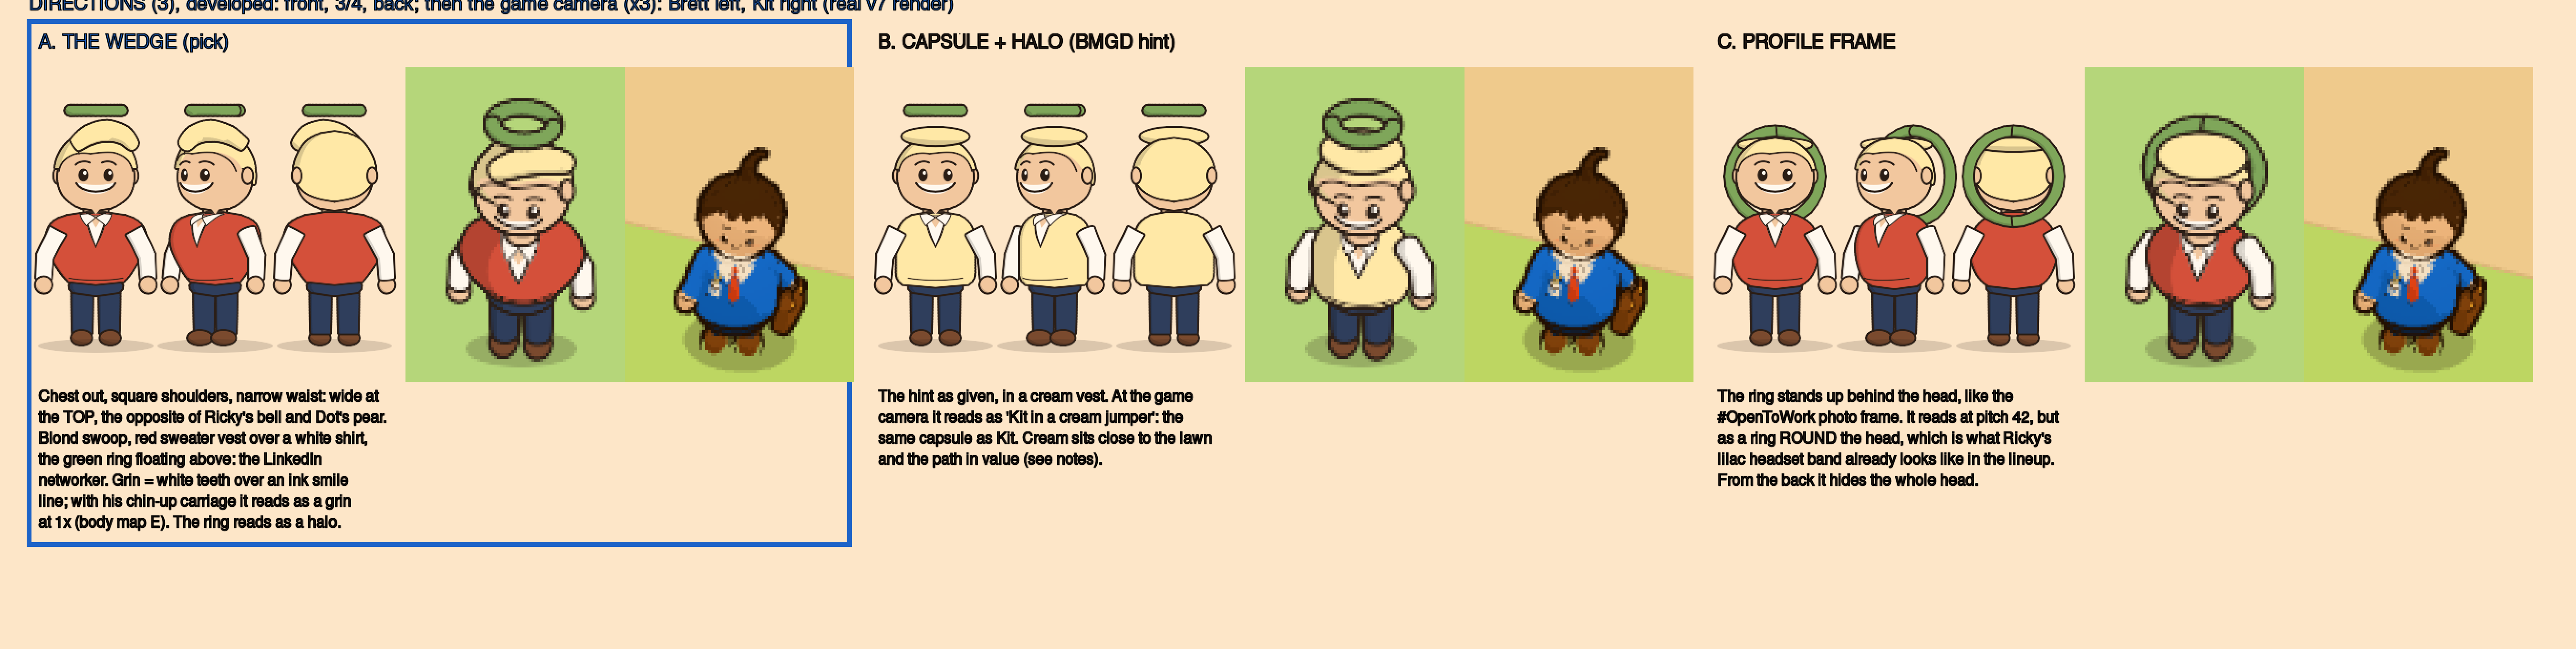 DIRECTIONS (3), developed: front, 3/4, back; then the game camera (x3): Brett left, Kit right (real v7 render)
A. THE WEDGE (pick)
Chest out, square shoulders, narrow waist: wide at
the TOP, the opposite of Ricky's bell and Dot's pear.
Blond swoop, red sweater vest over a white shirt,
the green ring floating above: the LinkedIn
networker. Grin = white teeth over an ink smile
line; with his chin-up carriage it reads as a grin
at 1x (body map E). The ring reads as a halo.
B. CAPSULE + HALO (BMGD hint)
The hint as given, in a cream vest. At the game
camera it reads as 'Kit in a cream jumper': the
same capsule as Kit. Cream sits close to the lawn
and the path in value (see notes).
C. PROFILE FRAME
The ring stands up behind the head, like the
#OpenToWork photo frame. It reads at pitch 42, but
as a ring ROUND the head, which is what Ricky's
lilac headset band already looks like in the lineup.
From the back it hides the whole head.